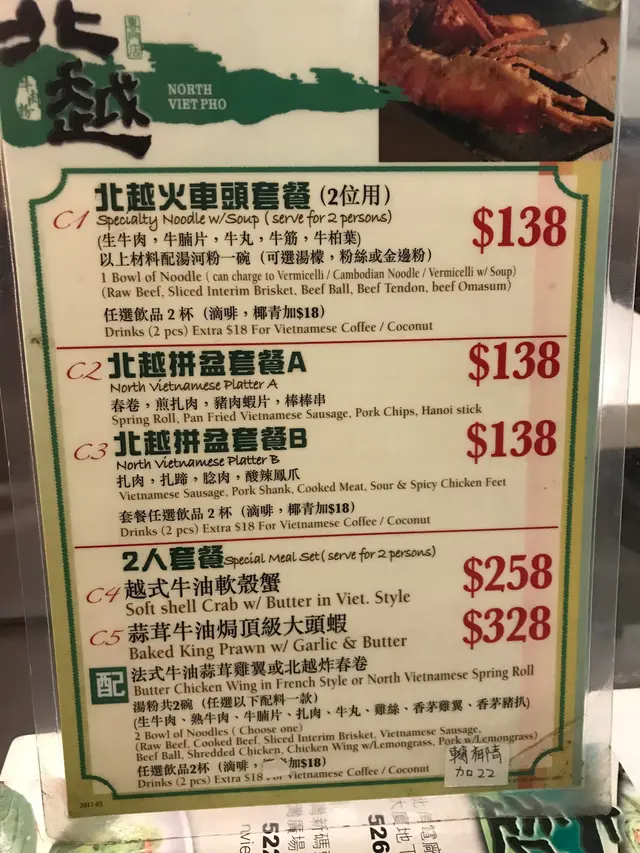 北越
專門店
牛肉粉
NORTH
VIET PHO
北越火車頭套餐 (2位用)
C1 Specialty Noodle w/Soup ( serve for 2 persons) $138
(生牛肉，牛腩片，牛丸，牛筋，牛柏葉)
以上材料配湯河粉一碗（可選湯檬，粉絲或金邊粉）
1 Bowl of Noodle ( can charge to Vermicelli / Cambodian Noodle / Vermicelli w/ Soup)
(Raw Beef, Sliced Interim Brisket, Beef Ball, Beef Tendon, beef Omasum)
任選飲品 2 杯（滴啡，椰青加$18）
Drinks (2 pcs) Extra $18 For Vietnamese Coffee / Coconut
C2 北越拼盆套餐A $138
North Vietnamese Platter A
春卷，煎扎肉，豬肉蝦片，棒棒串
Spring Roll, Pan Fried Vietnamese Sausage, Pork Chips, Hanoi stick
C3 北越拼盆套餐B $138
North Vietnamese Platter B
扎肉，扎蹄，腍肉，酸辣鳳爪
Vietnamese Sausage, Pork Shank, Cooked Meat, Sour & Spicy Chicken Feet
套餐任選飲品 2 杯（滴啡，椰青加$18）
Drinks (2 pcs) Extra $18 For Vietnamese Coffee / Coconut
2人套餐 Special Meal Set ( serve for 2 persons)
C4 越式牛油軟殼蟹 $258
Soft shell Crab w/ Butter in Viet. Style
C5 蒜茸牛油焗頂級大頭蝦 $328
Baked King Prawn w/ Garlic & Butter
配 法式牛油蒜茸雞翼或北越炸春卷
Butter Chicken Wing in French Style or North Vietnamese Spring Roll
湯粉共2碗（任選以下配料一款）
(生牛肉、熟牛肉、牛腩片、扎肉、牛丸、雞絲、香茅雞翼、香茅豬扒)
2 Bowl of Noodles ( Choose one)
(Raw Beef, Cooked Beef, Sliced Interim Brisket, Vietnamese Sausage,
Beef Ball, Shredded Chicken, Chicken Wing w/Lemongrass, Pork w/Lemongrass)
任選飲品2杯（滴啡，加$18）
Drinks (2 pcs) Extra $18 Vietnamese Coffee / Coconut
加 22
2017-03
522
526